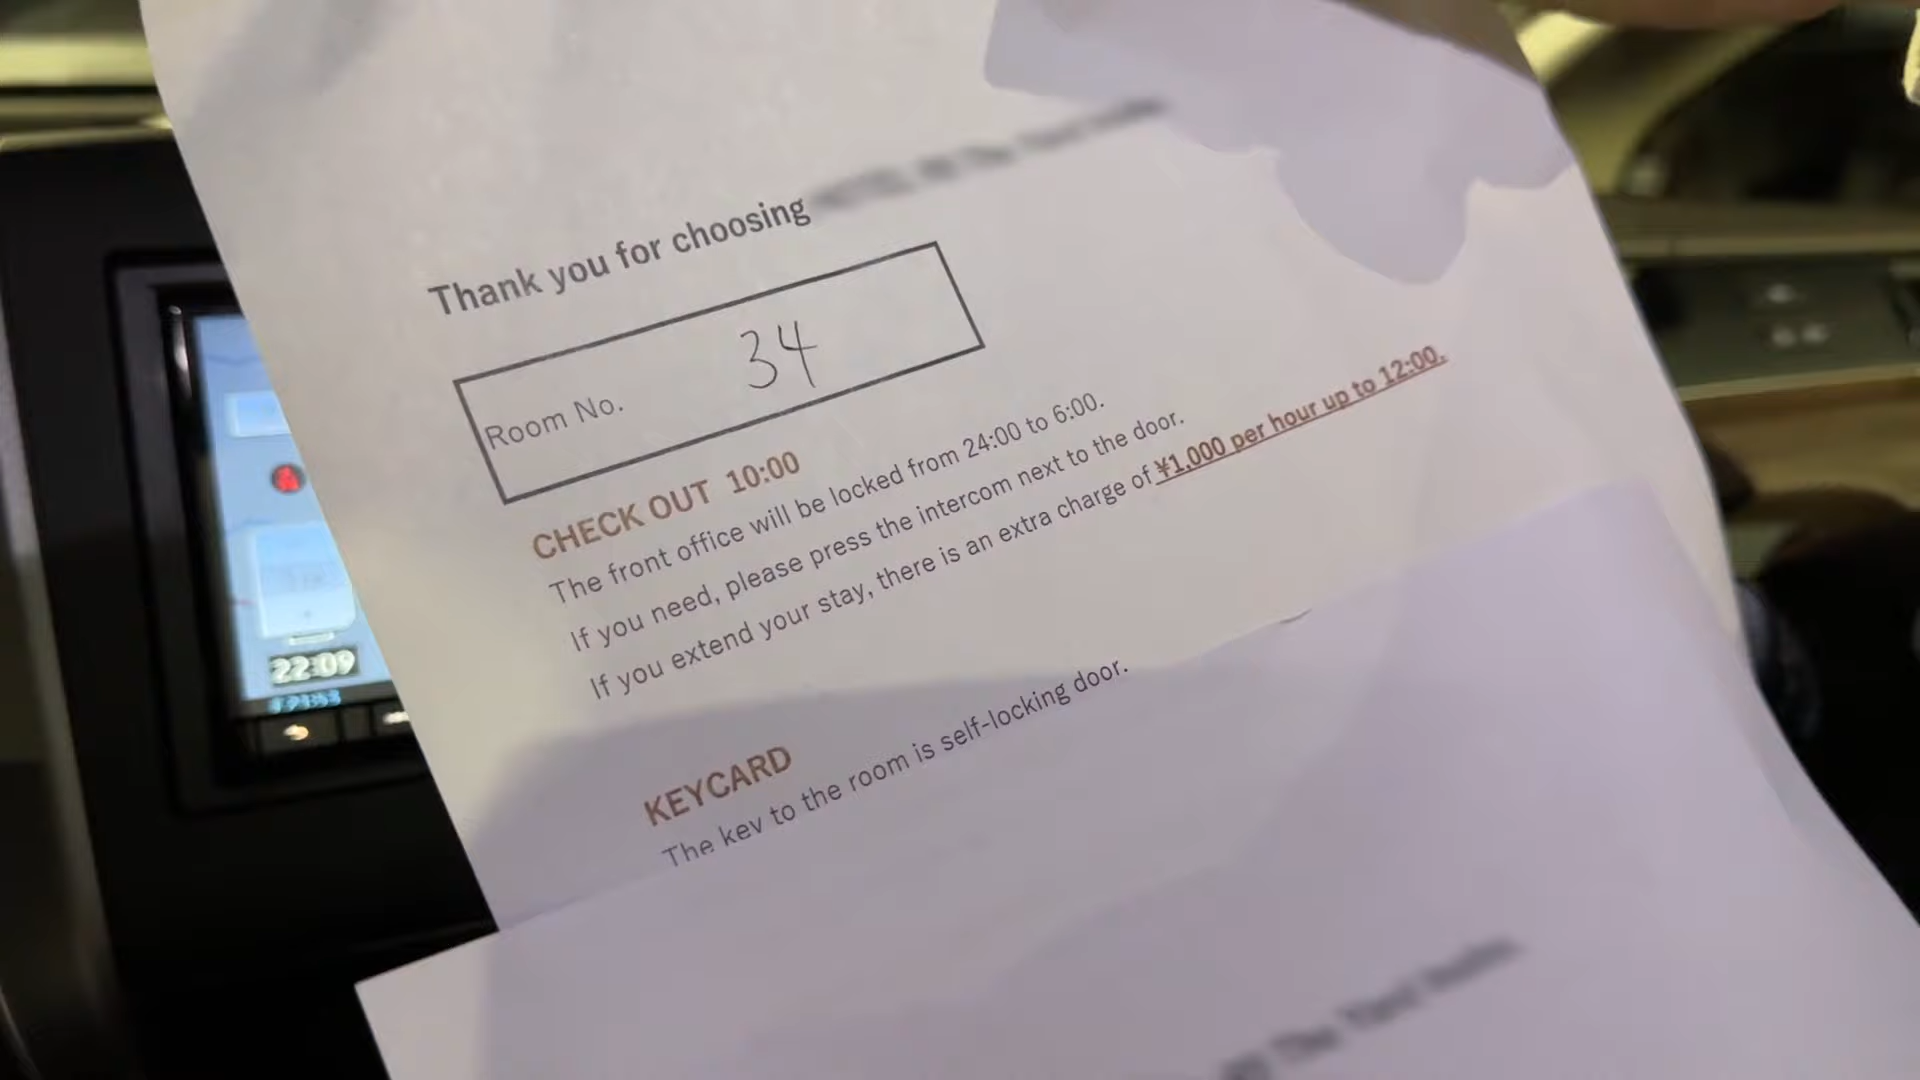 Thank you for choosing
Room No. 34
CHECK OUT 10:00
The front office will be locked from 24:00 to 6:00.
If you need, please press the intercom next to the door.
If you extend your stay, there is an extra charge of ¥1,000 per hour up to 12:00.
KEYCARD
The key to the room is self-locking door.
22:09